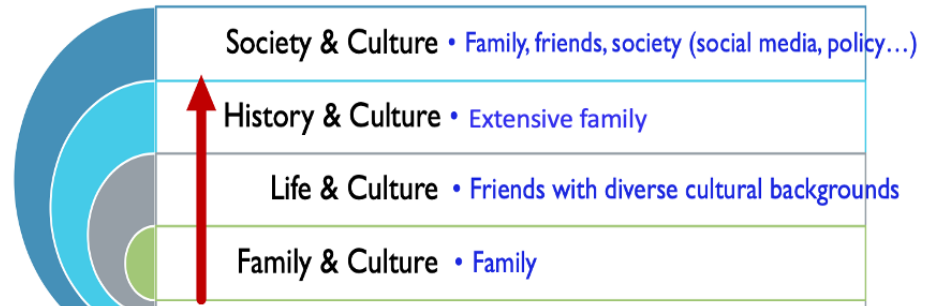 Society & Culture • Family, friends, society (social media, policy...)
History & Culture • Extensive family
Life & Culture • Friends with diverse cultural backgrounds
Family & Culture • Family